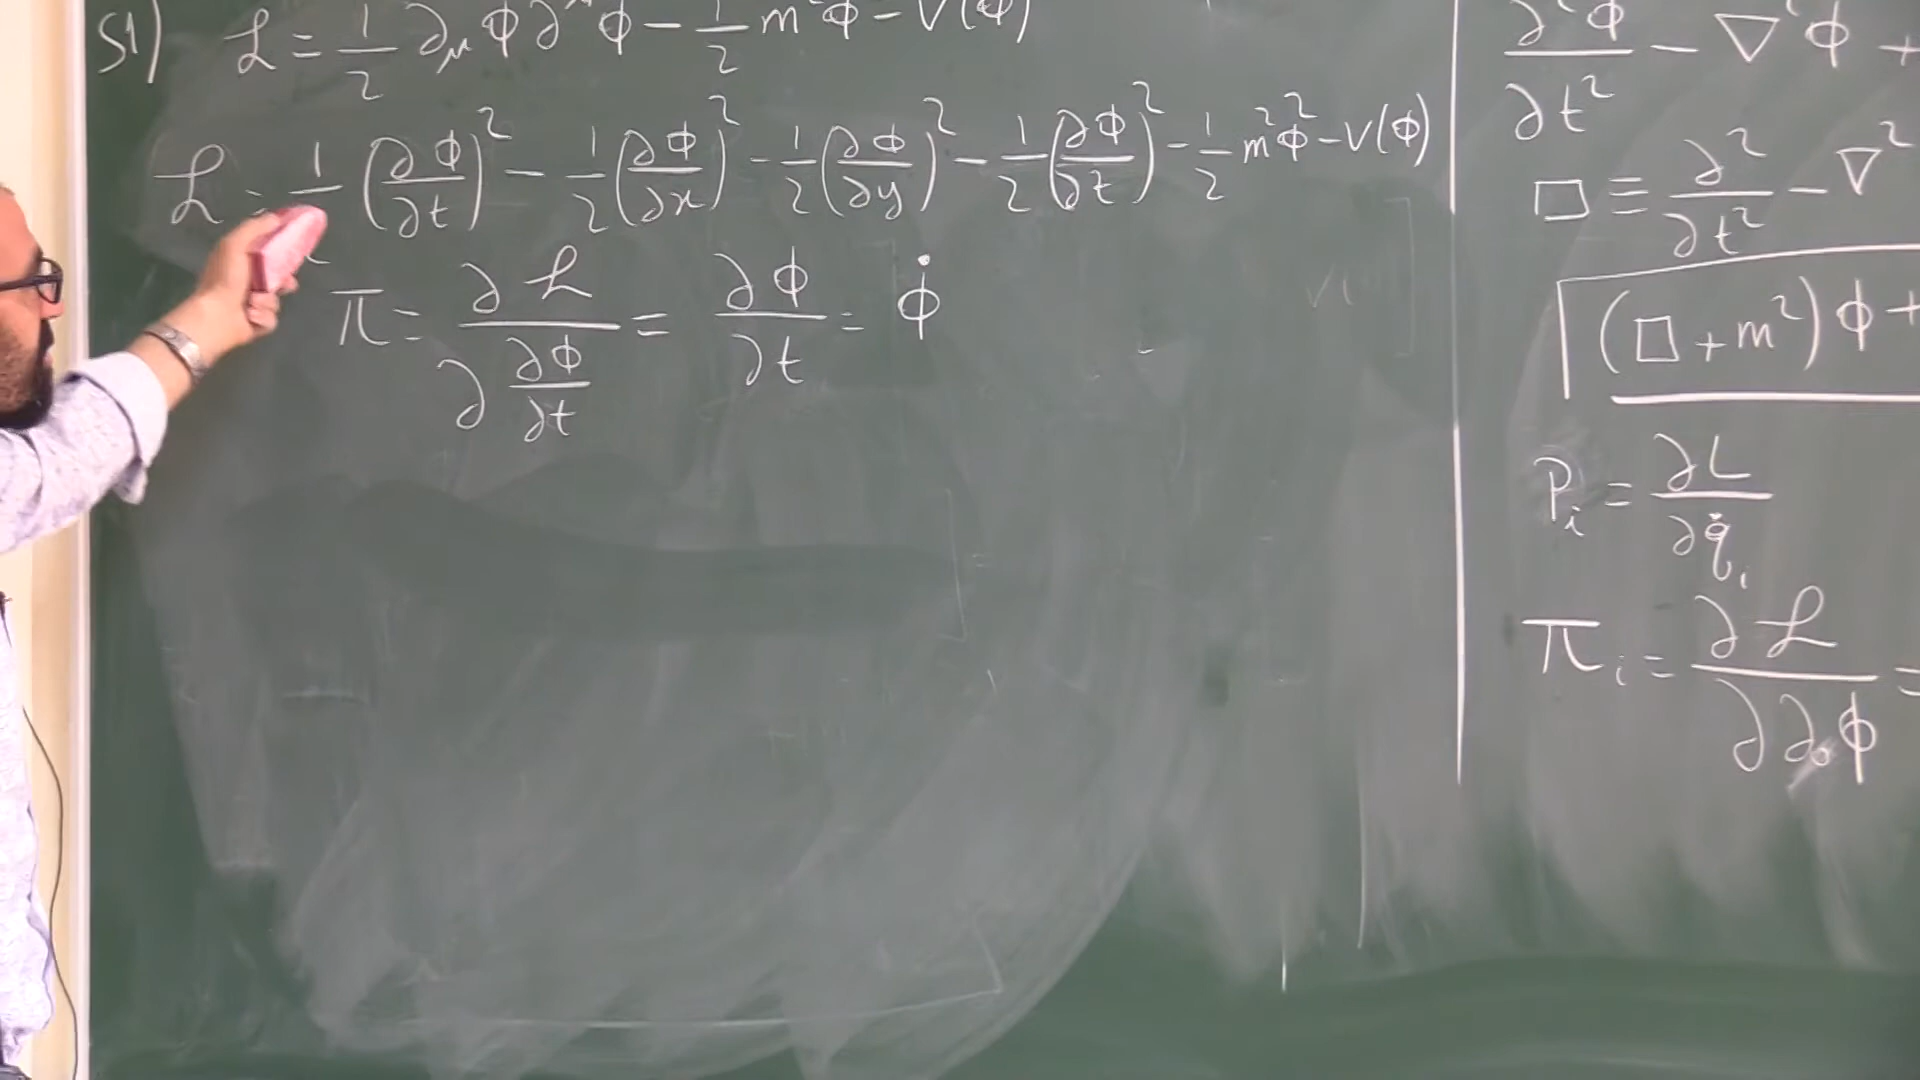 S1) ℒ = 1/2 ∂_μ ϕ ∂^μ ϕ − 1/2 m²ϕ − V(ϕ)
ℒ = 1/2 (∂ϕ/∂t)² − 1/2 (∂ϕ/∂x)² − 1/2 (∂ϕ/∂y)² − 1/2 (∂ϕ/∂z)² − 1/2 m²ϕ² − V(ϕ)
π = ∂ℒ / ∂ ∂ϕ/∂t = ∂ϕ/∂t = ϕ̇
∂²ϕ/∂t² − ∇²ϕ +
□ ≡ ∂²/∂t² − ∇²
(□ + m²) ϕ +
P_i = ∂L/∂q̇_i
π_i = ∂ℒ/∂∂₀ϕ =